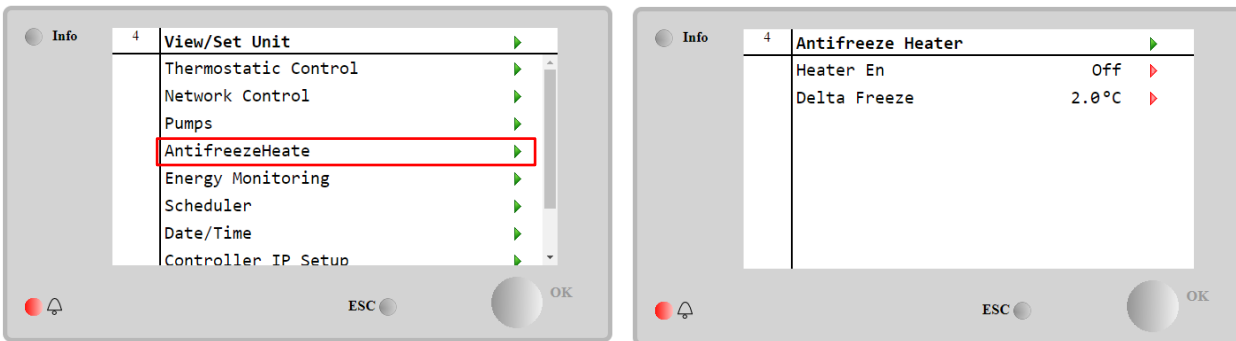 Info
4 View/Set Unit
Thermostatic Control
Network Control
Pumps
AntifreezeHeate
Energy Monitoring
Scheduler
Date/Time
Controller IP Setup
ESC
OK
Info
4 Antifreeze Heater
Heater En Off
Delta Freeze 2.0°C
ESC
OK